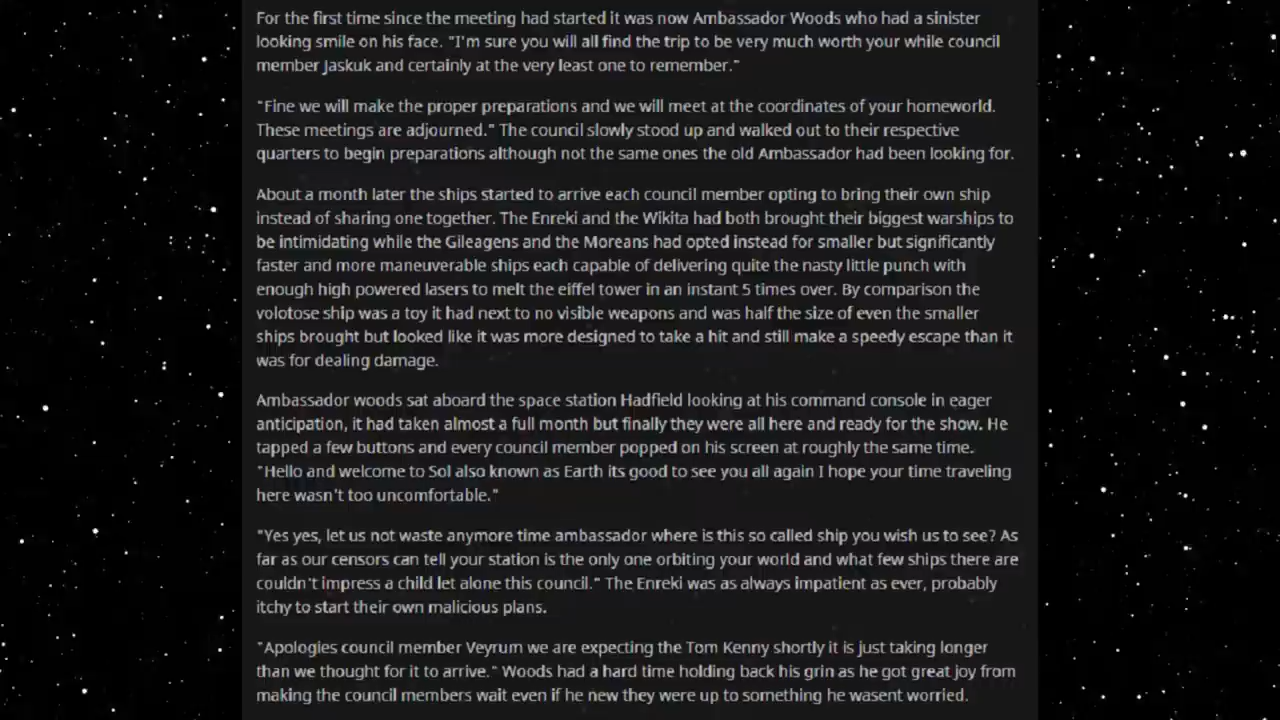 For the first time since the meeting had started it was now Ambassador Woods who had a sinister
looking smile on his face. "I'm sure you will all find the trip to be very much worth your while council
member Jaskuk and certainly at the very least one to remember."
"Fine we will make the proper preparations and we will meet at the coordinates of your homeworld.
These meetings are adjourned." The council slowly stood up and walked out to their respective
quarters to begin preparations although not the same ones the old Ambassador had been looking for.
About a month later the ships started to arrive each council member opting to bring their own ship
instead of sharing one together. The Enreki and the Wikita had both brought their biggest warships to
be intimidating while the Gileagens and the Moreans had opted instead for smaller but significantly
faster and more maneuverable ships each capable of delivering quite the nasty little punch with
enough high powered lasers to melt the eiffel tower in an instant 5 times over. By comparison the
volotose ship was a toy it had next to no visible weapons and was half the size of even the smaller
ships brought but looked like it was more designed to take a hit and still make a speedy escape than it
was for dealing damage.
Ambassador woods sat aboard the space station Hadfield looking at his command console in eager
anticipation, it had taken almost a full month but finally they were all here and ready for the show. He
tapped a few buttons and every council member popped on his screen at roughly the same time.
"Hello and welcome to Sol also known as Earth its good to see you all again I hope your time traveling
here wasn't too uncomfortable."
"Yes yes, let us not waste anymore time ambassador where is this so called ship you wish us to see? As
far as our censors can tell your station is the only one orbiting your world and what few ships there are
couldn't impress a child let alone this council." The Enreki was as always impatient as ever, probably
itchy to start their own malicious plans.
"Apologies council member Veyrum we are expecting the Tom Kenny shortly it is just taking longer
than we thought for it to arrive." Woods had a hard time holding back his grin as he got great joy from
making the council members wait even if he new they were up to something he wasent worried.